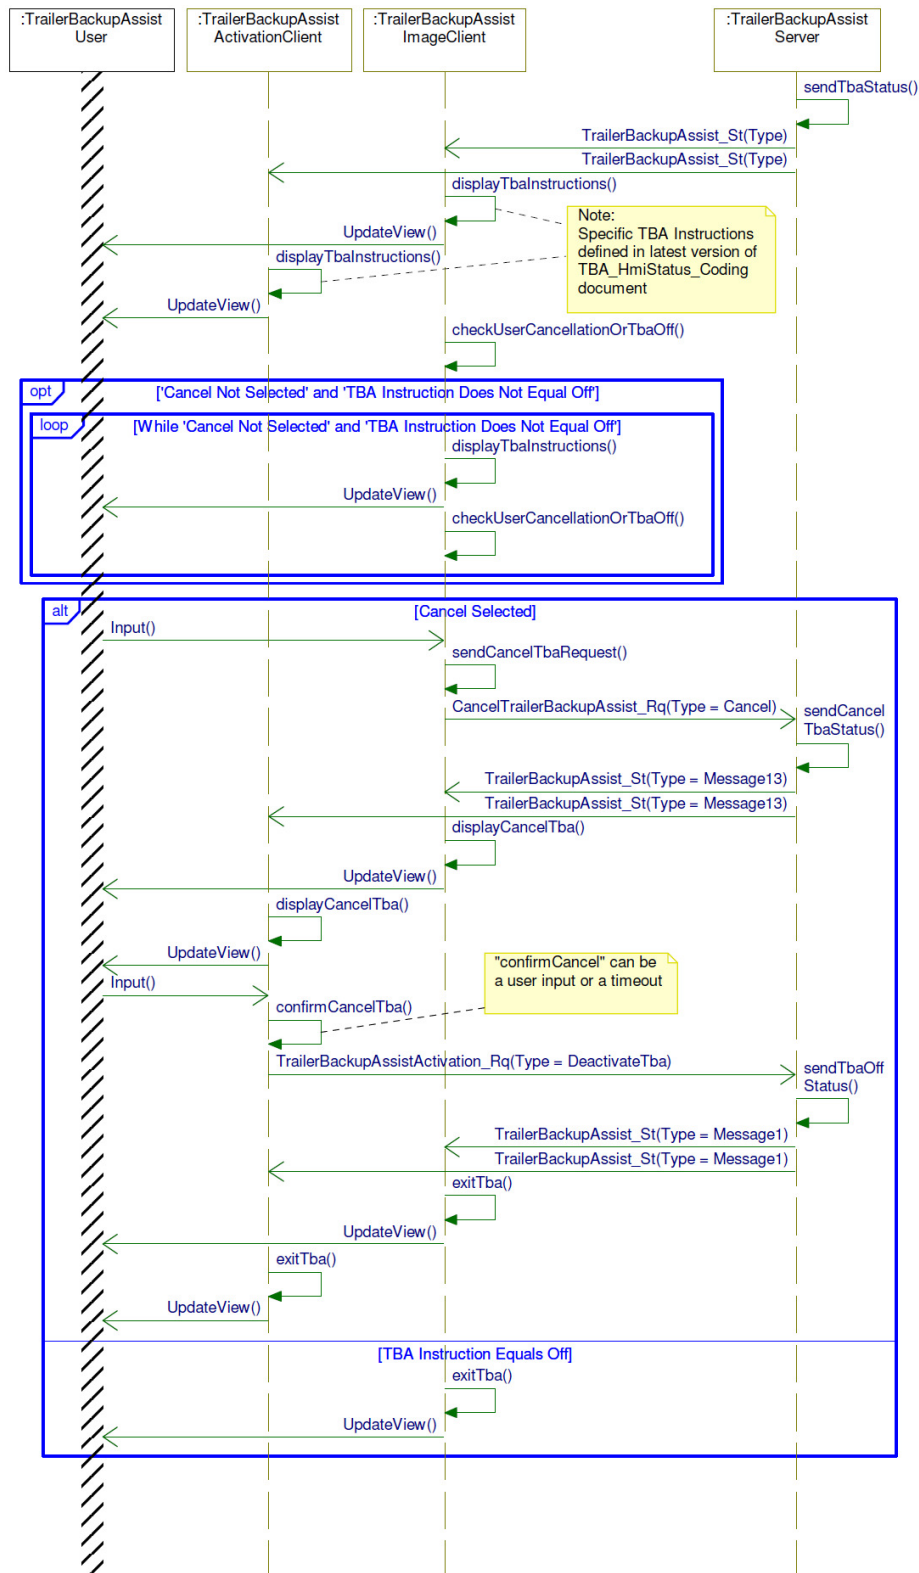 :TrailerBackupAssist
User
:TrailerBackupAssist
ActivationClient
:TrailerBackupAssist
ImageClient
:TrailerBackupAssist
Server
sendTbaStatus()
TrailerBackupAssist_St(Type)
TrailerBackupAssist_St(Type)
displayTbaInstructions()
Note:
Specific TBA Instructions
defined in latest version of
TBA_HmiStatus_Coding
document
UpdateView()
displayTbaInstructions()
UpdateView()
checkUserCancellationOrTbaOff()
opt
['Cancel Not Selected' and 'TBA Instruction Does Not Equal Off']
loop
[While 'Cancel Not Selected' and 'TBA Instruction Does Not Equal Off']
displayTbaInstructions()
UpdateView()
checkUserCancellationOrTbaOff()
alt
[Cancel Selected]
Input()
sendCancelTbaRequest()
CancelTrailerBackupAssist_Rq(Type = Cancel)
sendCancel
TbaStatus()
TrailerBackupAssist_St(Type = Message13)
TrailerBackupAssist_St(Type = Message13)
displayCancelTba()
UpdateView()
displayCancelTba()
UpdateView()
"confirmCancel" can be
a user input or a timeout
Input()
confirmCancelTba()
TrailerBackupAssistActivation_Rq(Type = DeactivateTba)
sendTbaOff
Status()
TrailerBackupAssist_St(Type = Message1)
TrailerBackupAssist_St(Type = Message1)
exitTba()
UpdateView()
exitTba()
UpdateView()
[TBA Instruction Equals Off]
exitTba()
UpdateView()